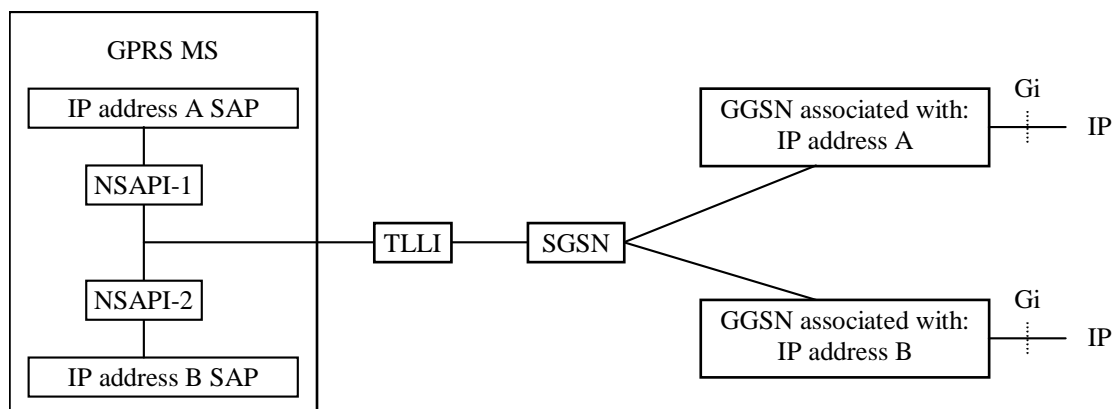 GPRS MS
IP address A SAP
NSAPI-1
NSAPI-2
IP address B SAP
TLLI
SGSN
GGSN associated with:
IP address A
Gi
IP
GGSN associated with:
IP address B
Gi
IP